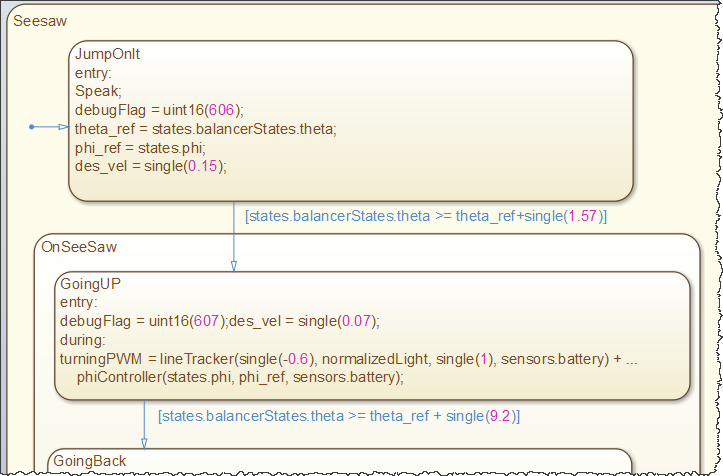 Seesaw
JumpOnIt
entry:
Speak;
debugFlag = uint16(606);
theta_ref = states.balancerStates.theta;
phi_ref = states.phi;
des_vel = single(0.15);
[states.balancerStates.theta >= theta_ref+single(1.57)]
OnSeeSaw
GoingUP
entry:
debugFlag = uint16(607);des_vel = single(0.07);
during:
turningPWM = lineTracker(single(-0.6), normalizedLight, single(1), sensors.battery) + ...
phiController(states.phi, phi_ref, sensors.battery);
[states.balancerStates.theta >= theta_ref + single(9.2)]
GoingBack